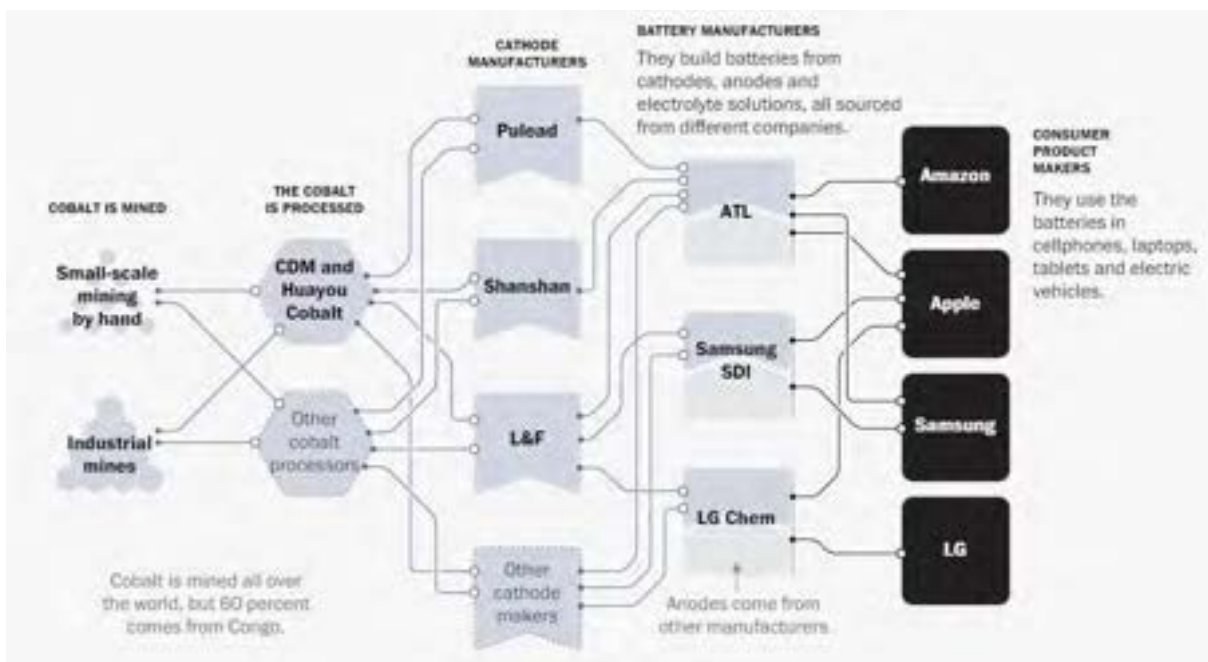 COBALT IS MINED
Small-scale
mining
by hand
Industrial
mines
Cobalt is mined all over
the world, but 60 percent
comes from Congo.
THE COBALT
IS PROCESSED
CDM and
Huayou
Cobalt
Other
cobalt
processors
CATHODE
MANUFACTURERS
Pulead
Shanshan
L&F
Other
cathode
makers
BATTERY MANUFACTURERS
They build batteries from
cathodes, anodes and
electrolyte solutions, all sourced
from different companies.
ATL
Samsung
SDI
LG Chem
Anodes come from
other manufacturers
CONSUMER
PRODUCT
MAKERS
They use the
batteries in
cellphones, laptops,
tablets and electric
vehicles.
Amazon
Apple
Samsung
LG